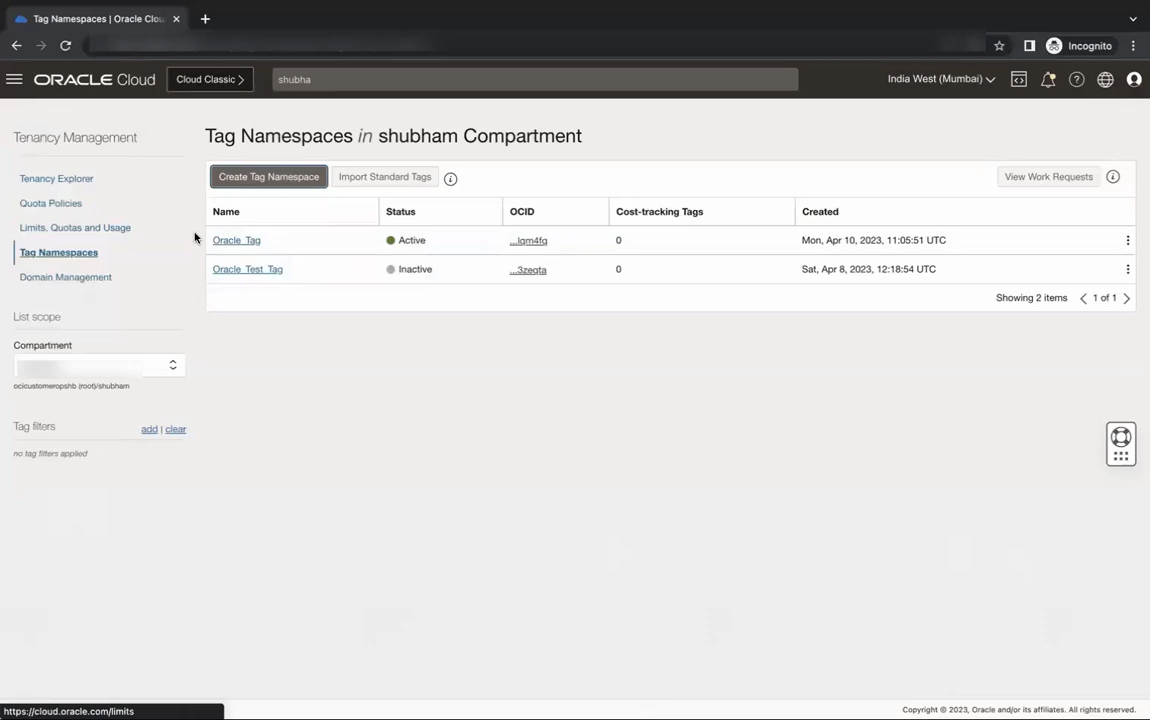 Tag Namespaces | Oracle Clou
Incognito
ORACLE Cloud
Cloud Classic
shubha
India West (Mumbai)
Tenancy Management
Tenancy Explorer
Quota Policies
Limits, Quotas and Usage
Tag Namespaces
Domain Management
List scope
Compartment
ocicustomeropshb (root)/shubham
Tag filters
add | clear
no tag filters applied
Tag Namespaces in shubham Compartment
Create Tag Namespace
Import Standard Tags
View Work Requests
Name Status OCID Cost-tracking Tags Created
Oracle_Tag Active ...lqm4fq 0 Mon, Apr 10, 2023, 11:05:51 UTC
Oracle_Test_Tag Inactive ...3zeqta 0 Sat, Apr 8, 2023, 12:18:54 UTC
Showing 2 items 1 of 1
https://cloud.oracle.com/limits
Copyright © 2023, Oracle and/or its affiliates. All rights reserved.